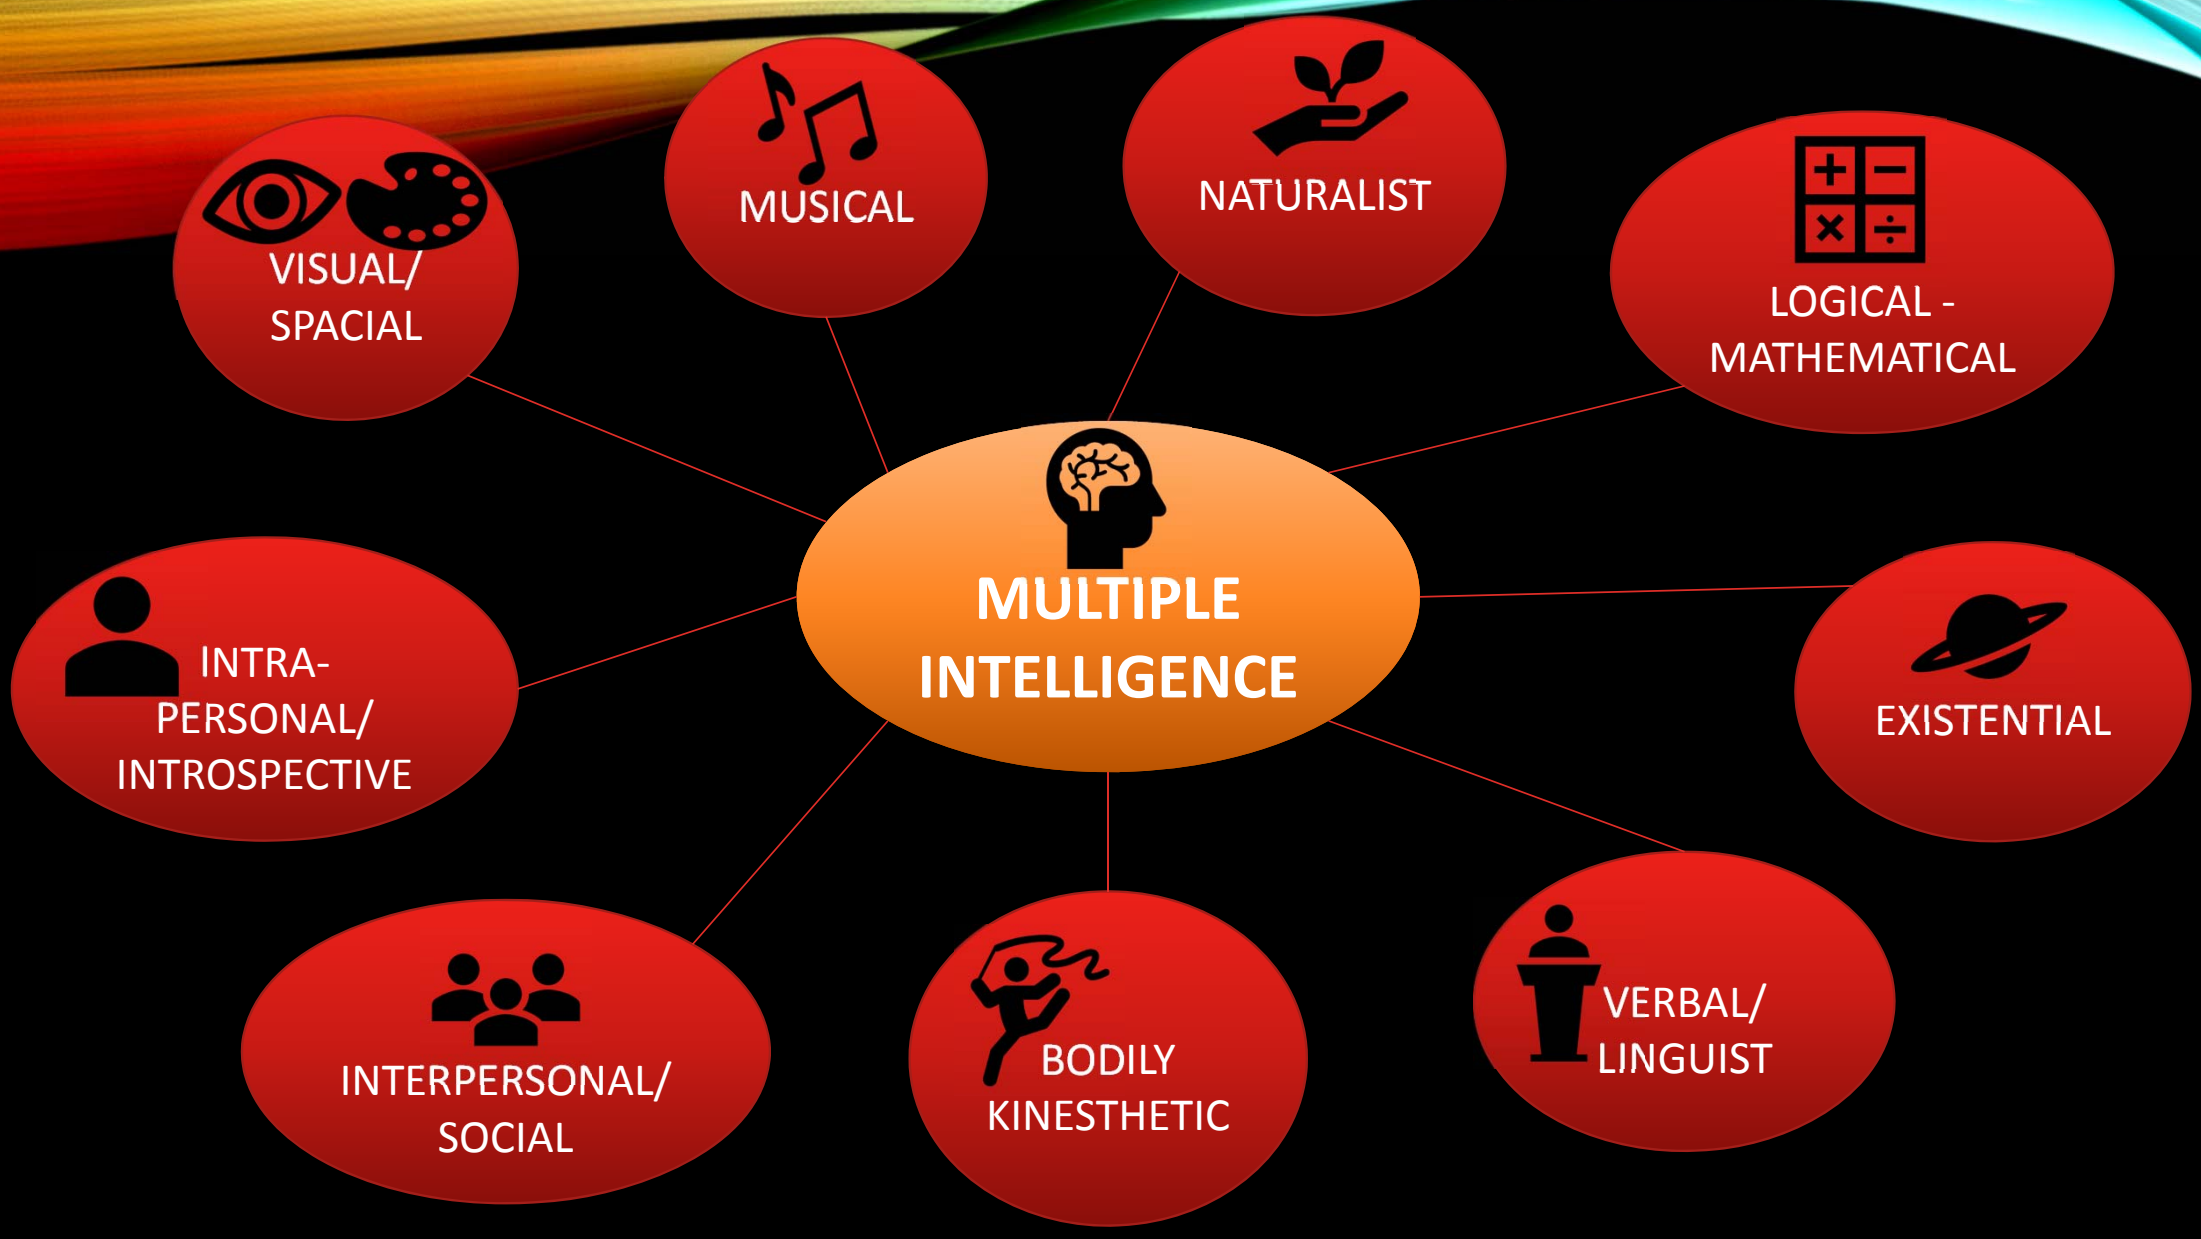 VISUAL/
SPACIAL
MUSICAL
NATURALIST
LOGICAL -
MATHEMATICAL
MULTIPLE
INTELLIGENCE
INTRA-
PERSONAL/
INTROSPECTIVE
EXISTENTIAL
INTERPERSONAL/
SOCIAL
BODILY
KINESTHETIC
VERBAL/
LINGUIST